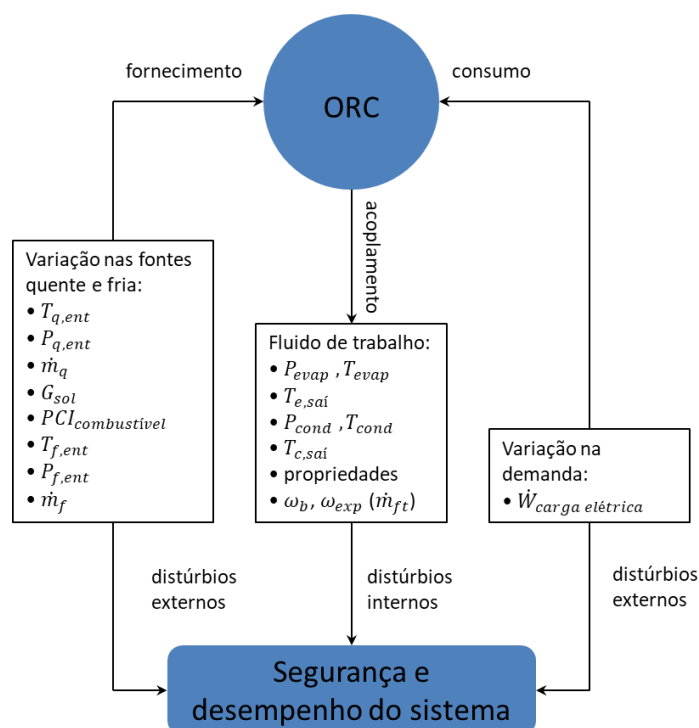 fornecimento
consumo
ORC
acoplamento
Variação nas fontes
quente e fria:
• T_{q,ent}
• P_{q,ent}
• ṁ_q
• G_{sol}
• PCI_{combustível}
• T_{f,ent}
• P_{f,ent}
• ṁ_f
Fluido de trabalho:
• P_{evap} , T_{evap}
• T_{e,saí}
• P_{cond} , T_{cond}
• T_{c,saí}
• propriedades
• ω_b, ω_{exp} (ṁ_{ft})
Variação na
demanda:
• Ẇ_{carga elétrica}
distúrbios
externos
distúrbios
internos
distúrbios
externos
Segurança e
desempenho do sistema